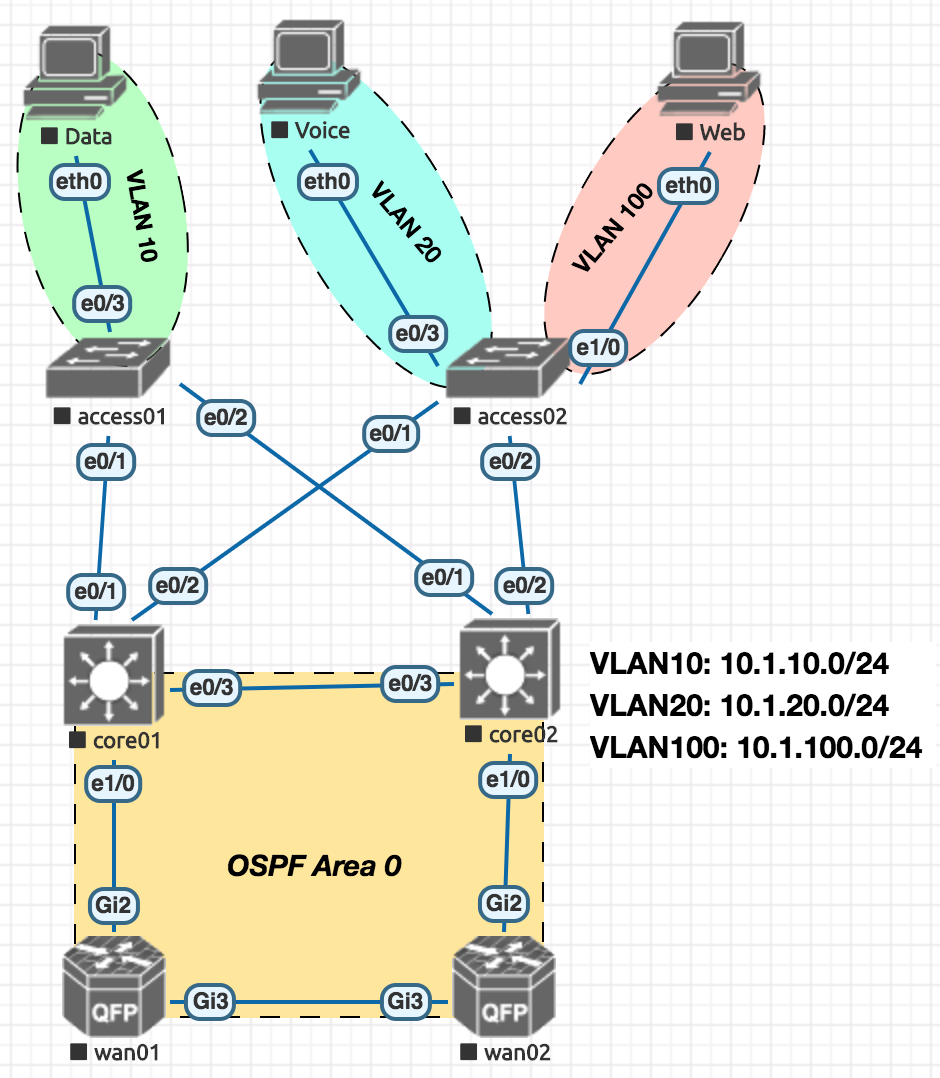 Data
Voice
Web
eth0
eth0
eth0
VLAN 10
VLAN 20
VLAN 100
e0/3
e0/3
e1/0
access01
access02
e0/2
e0/1
e0/1
e0/2
e0/1
e0/2
e0/1
e0/2
e0/3
e0/3
core01
core02
VLAN10: 10.1.10.0/24
VLAN20: 10.1.20.0/24
VLAN100: 10.1.100.0/24
e1/0
e1/0
OSPF Area 0
Gi2
Gi2
QFP
QFP
Gi3
Gi3
wan01
wan02